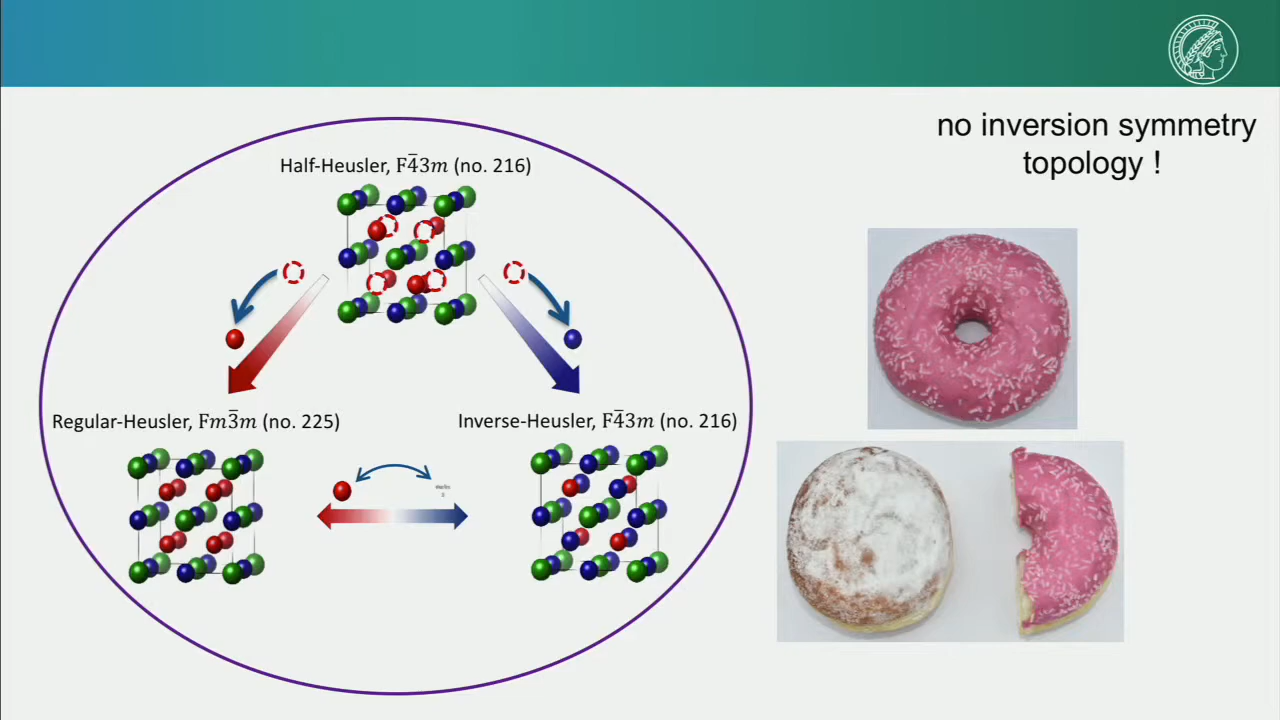 no inversion symmetry
topology !
Half-Heusler, F4̅3m (no. 216)
Regular-Heusler, Fm3̅m (no. 225)
Inverse-Heusler, F4̅3m (no. 216)